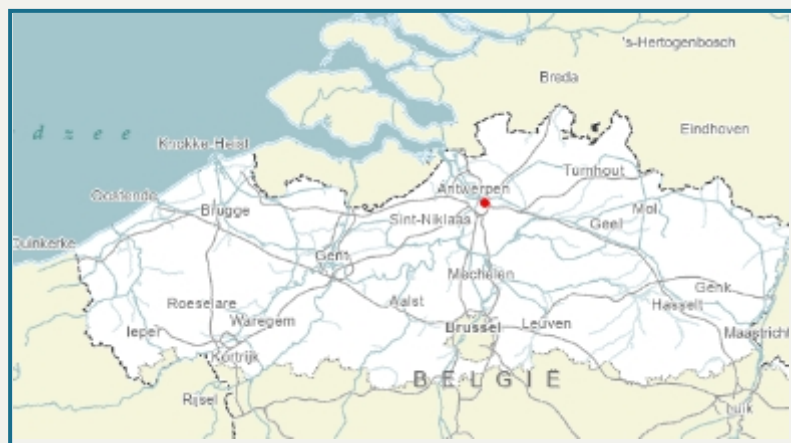 's-Hertogenbosch
Breda
Eindhoven
d z e e
Knokke-Heist
Turnhout
Antwerpen
Oostende
Mol
Brugge
Sint-Niklaas
Geel
Duinkerke
Gent
Mechelen
Genk
Roeselare
Aalst
Hasselt
Waregem
Brussel
Leuven
Ieper
Maastricht
Kortrijk
BELGIË
Rijsel
Luik